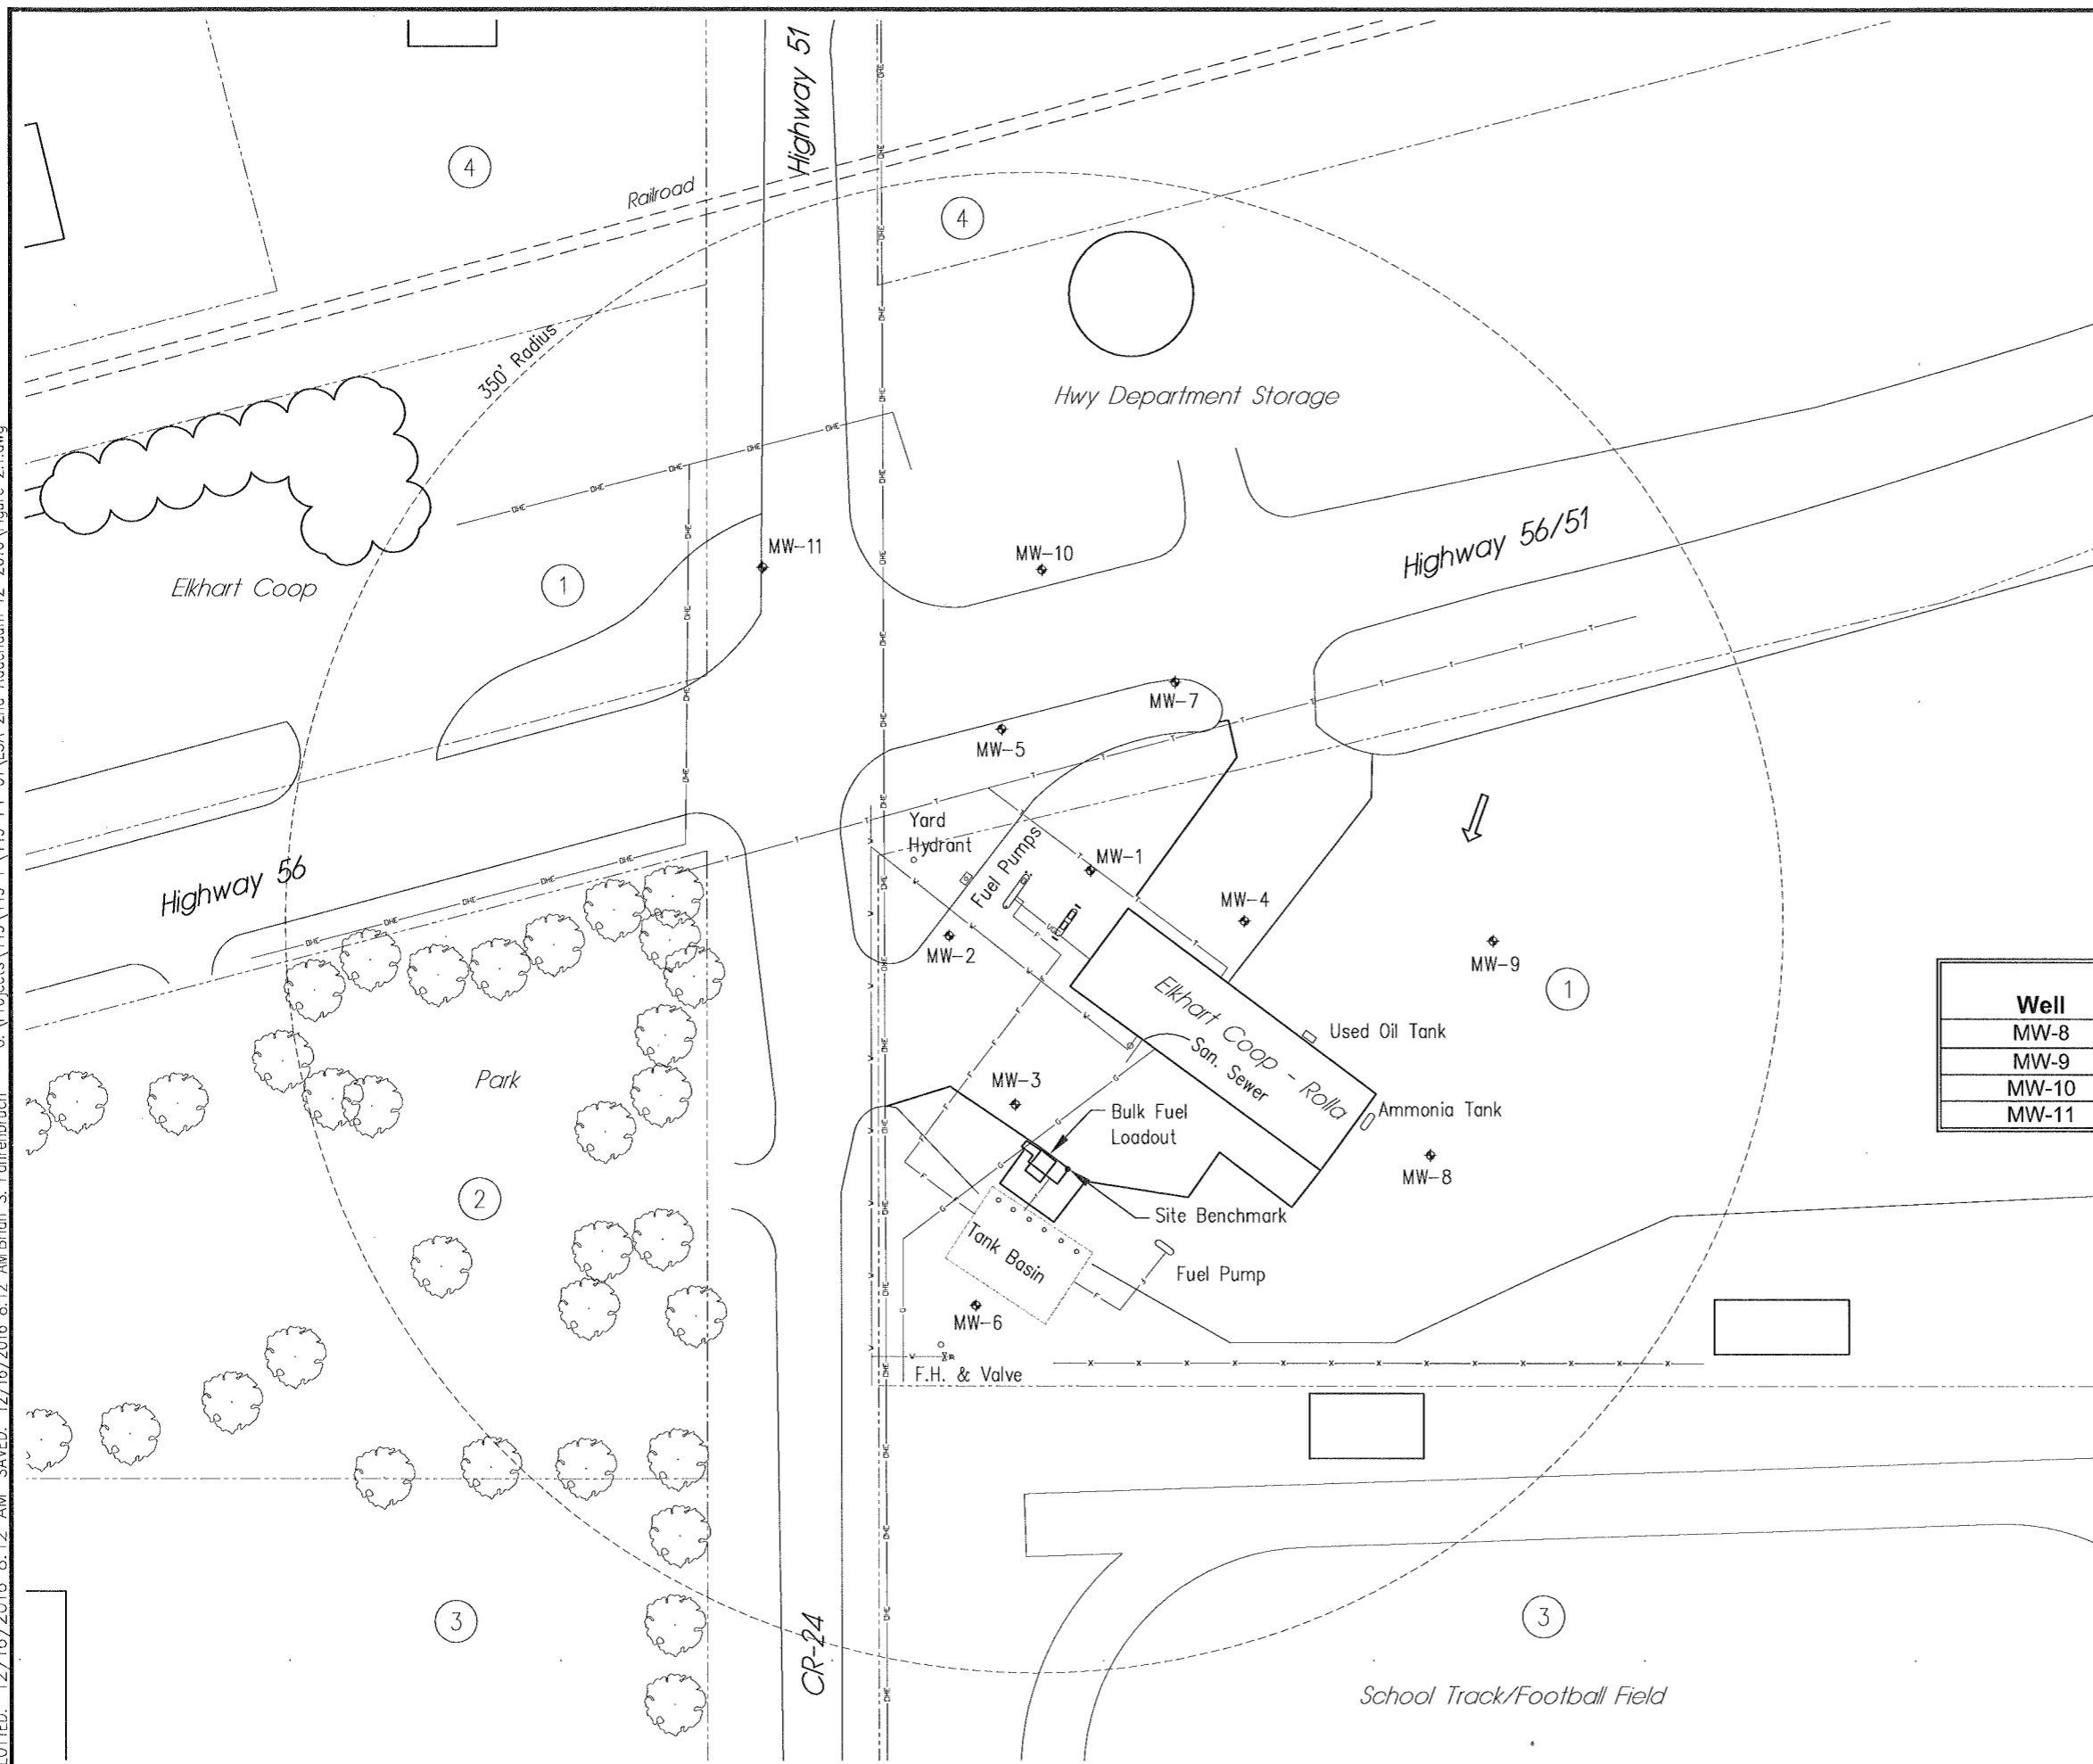 Highway 51
4
Railroad
4
350' Radius
Hwy Department Storage
Highway 56/51
MW-11
MW-10
Elkhart Coop
1
MW-7
MW-5
Yard
Hydrant
Fuel Pumps
MW-1
Highway 56
MW-4
MW-2
MW-9
1
Elkhart Coop - Rolla
San. Sewer
Used Oil Tank
Park
MW-3
Bulk Fuel
Loadout
Ammonia Tank
MW-8
2
Site Benchmark
Tank Basin
Fuel Pump
MW-6
F.H. & Valve
Well
MW-8
MW-9
MW-10
MW-11
3
CR-24
3
School Track/Football Field